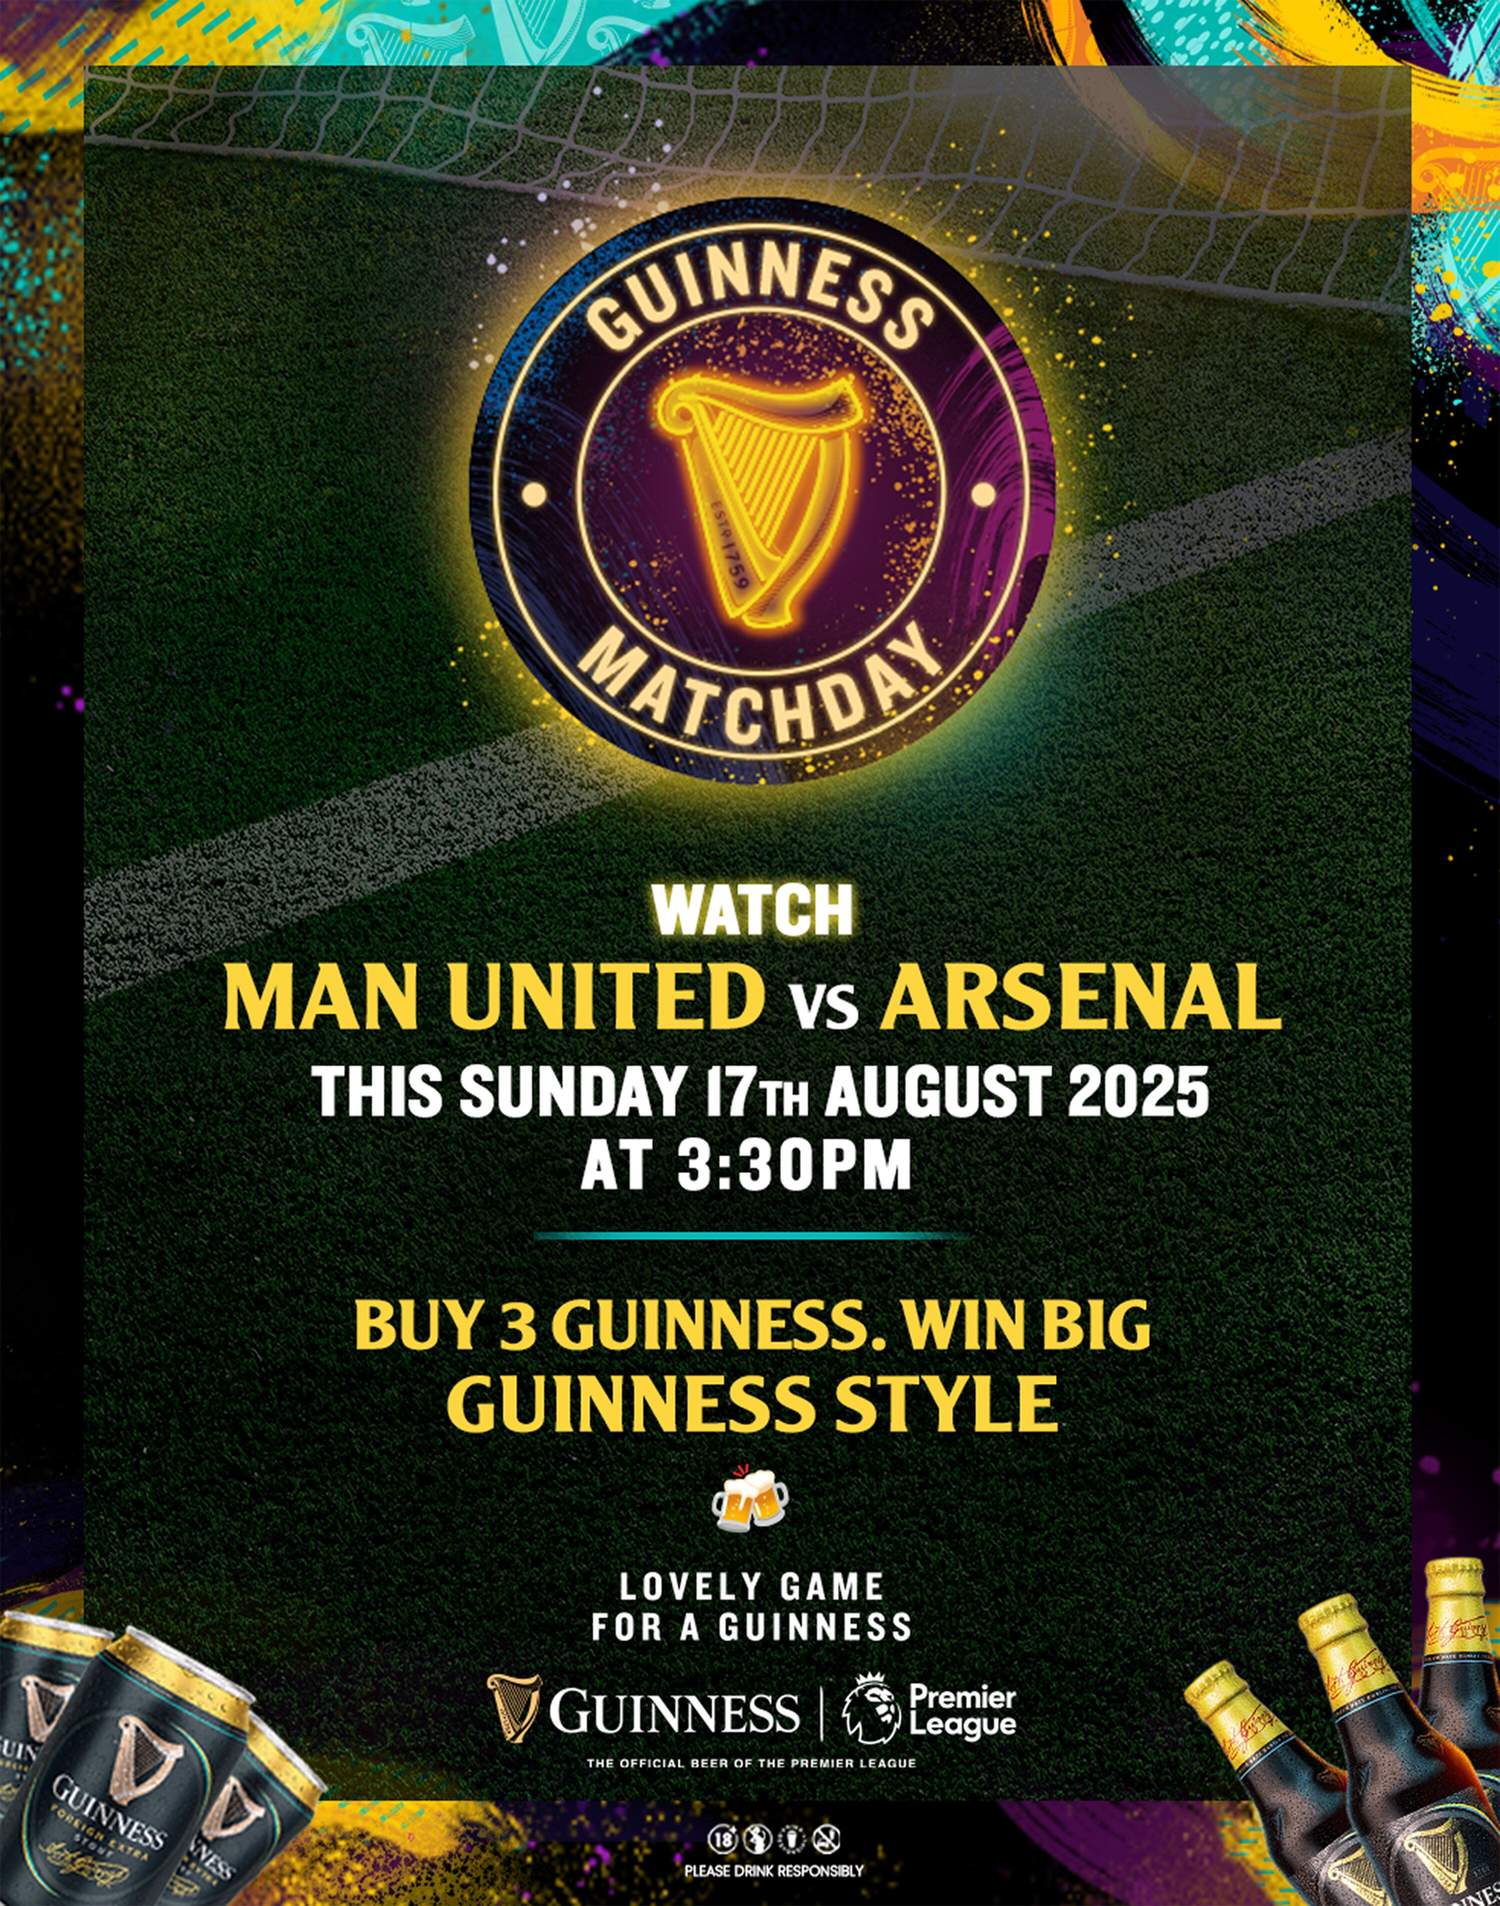 GUINNESS
ESTD 1759
MATCHDAY
WATCH
MAN UNITED VS ARSENAL
THIS SUNDAY 17TH AUGUST 2025
AT 3:30PM
BUY 3 GUINNESS. WIN BIG
GUINNESS STYLE
LOVELY GAME
FOR A GUINNESS
GUINNESS | Premier
League
THE OFFICIAL BEER OF THE PREMIER LEAGUE
GUINNESS
FOREIGN EXTRA
STOUT
18+
PLEASE DRINK RESPONSIBLY